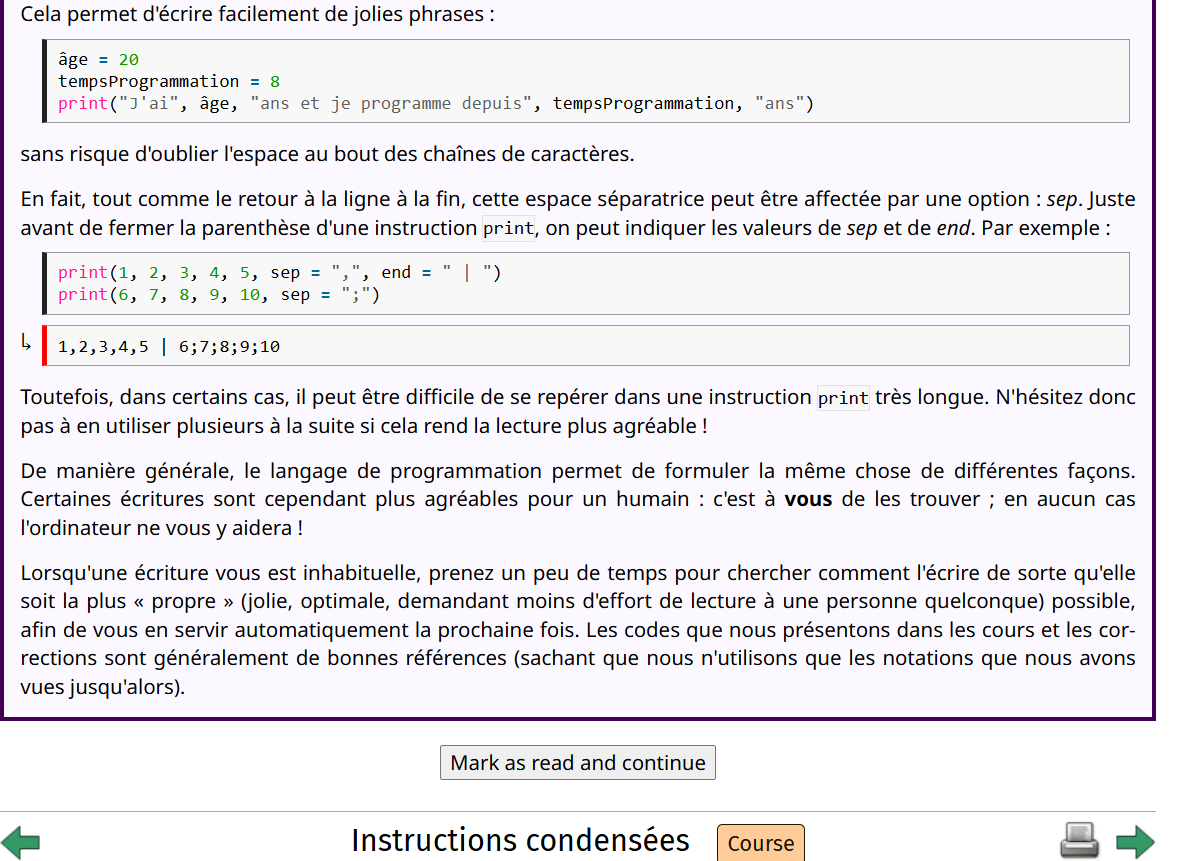 Cela permet d'écrire facilement de jolies phrases :
âge = 20
tempsProgrammation = 8
print("J'ai", âge, "ans et je programme depuis", tempsProgrammation, "ans")
sans risque d'oublier l'espace au bout des chaînes de caractères.
En fait, tout comme le retour à la ligne à la fin, cette espace séparatrice peut être affectée par une option : sep. Juste
avant de fermer la parenthèse d'une instruction print, on peut indiquer les valeurs de sep et de end. Par exemple :
print(1, 2, 3, 4, 5, sep = ",", end = " | ")
print(6, 7, 8, 9, 10, sep = ";")
↳ 1,2,3,4,5 | 6;7;8;9;10
Toutefois, dans certains cas, il peut être difficile de se repérer dans une instruction print très longue. N'hésitez donc
pas à en utiliser plusieurs à la suite si cela rend la lecture plus agréable !
De manière générale, le langage de programmation permet de formuler la même chose de différentes façons.
Certaines écritures sont cependant plus agréables pour un humain : c'est à vous de les trouver ; en aucun cas
l'ordinateur ne vous y aidera !
Lorsqu'une écriture vous est inhabituelle, prenez un peu de temps pour chercher comment l'écrire de sorte qu'elle
soit la plus « propre » (jolie, optimale, demandant moins d'effort de lecture à une personne quelconque) possible,
afin de vous en servir automatiquement la prochaine fois. Les codes que nous présentons dans les cours et les cor-
rections sont généralement de bonnes références (sachant que nous n'utilisons que les notations que nous avons
vues jusqu'alors).
Mark as read and continue
Instructions condensées Course